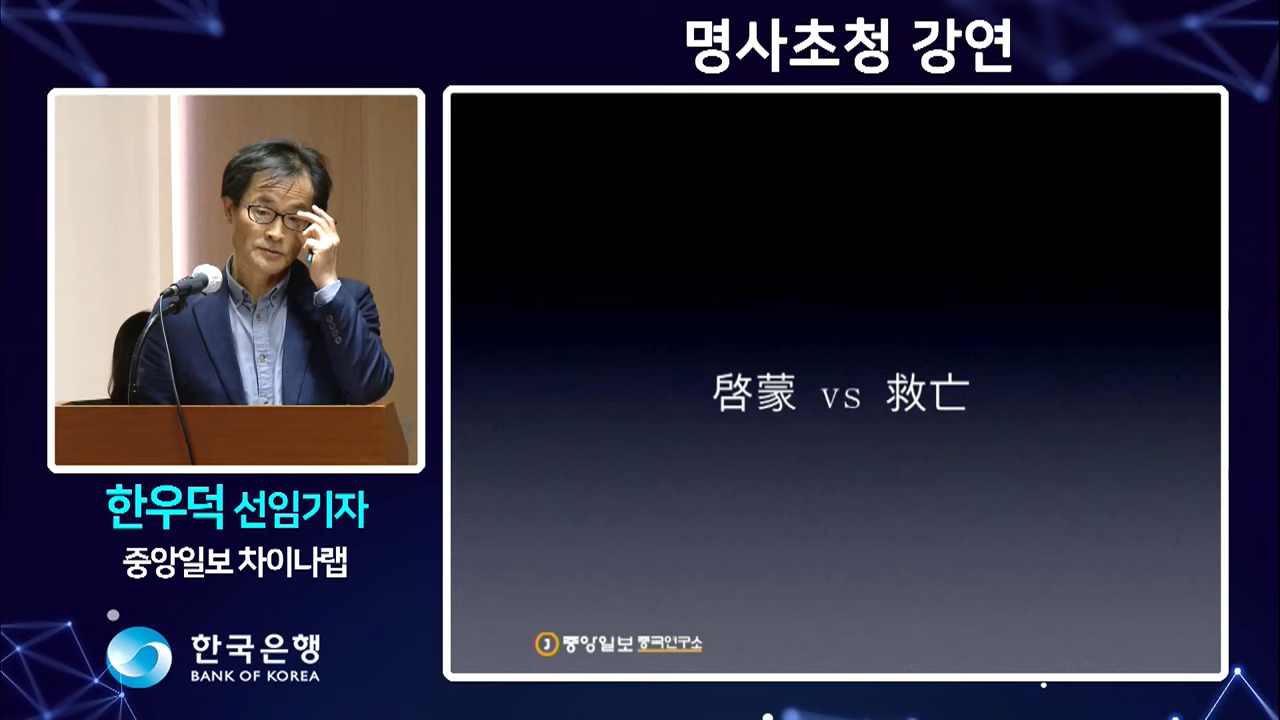 명사초청 강연
啓蒙 vs 救亡
J 중앙일보 중국연구소
한우덕 선임기자
중앙일보 차이나랩
한국은행
BANK OF KOREA